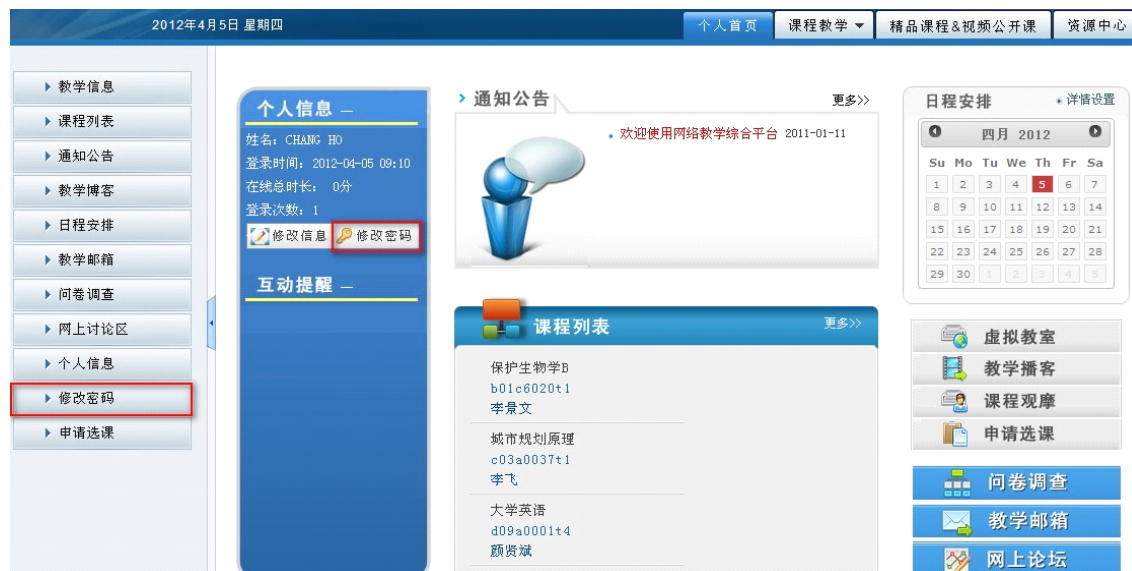 2012年4月5日 星期四
个人首页
课程教学
精品课程&视频公开课
资源中心
教学信息
课程列表
通知公告
教学博客
日程安排
教学邮箱
问卷调查
网上讨论区
个人信息
修改密码
申请选课
个人信息
姓名: CHANG HO
登录时间: 2012-04-05 09:10
在线总时长: 0分
登录次数: 1
修改信息 修改密码
互动提醒
通知公告 更多>>
欢迎使用网络教学综合平台 2011-01-11
课程列表 更多>>
保护生物学B
b01c6020t1
李景文
城市规划原理
c03a0037t1
李飞
大学英语
d09a0001t4
颜贤斌
日程安排 详情设置
四月 2012
Su Mo Tu We Th Fr Sa
1 2 3 4 5 6 7
8 9 10 11 12 13 14
15 16 17 18 19 20 21
22 23 24 25 26 27 28
29 30 1 2 3 4 5
虚拟教室
教学播客
课程观摩
申请选课
问卷调查
教学邮箱
网上论坛